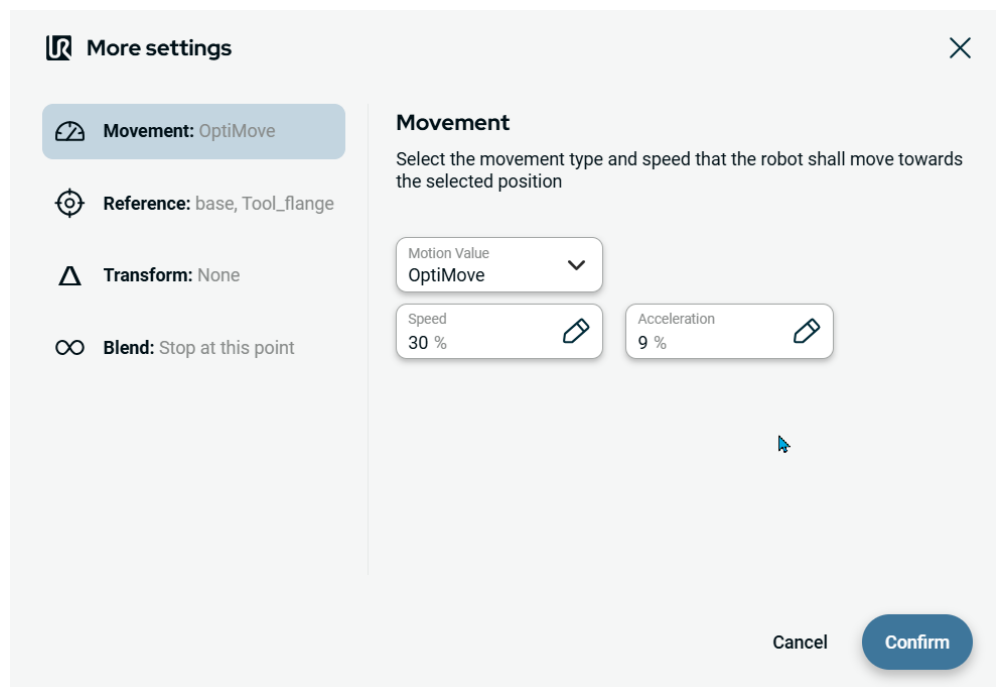 More settings
Movement: OptiMove
Reference: base, Tool_flange
Transform: None
Blend: Stop at this point
Movement
Select the movement type and speed that the robot shall move towards
the selected position
Motion Value
OptiMove
Speed
30 %
Acceleration
9 %
Cancel
Confirm